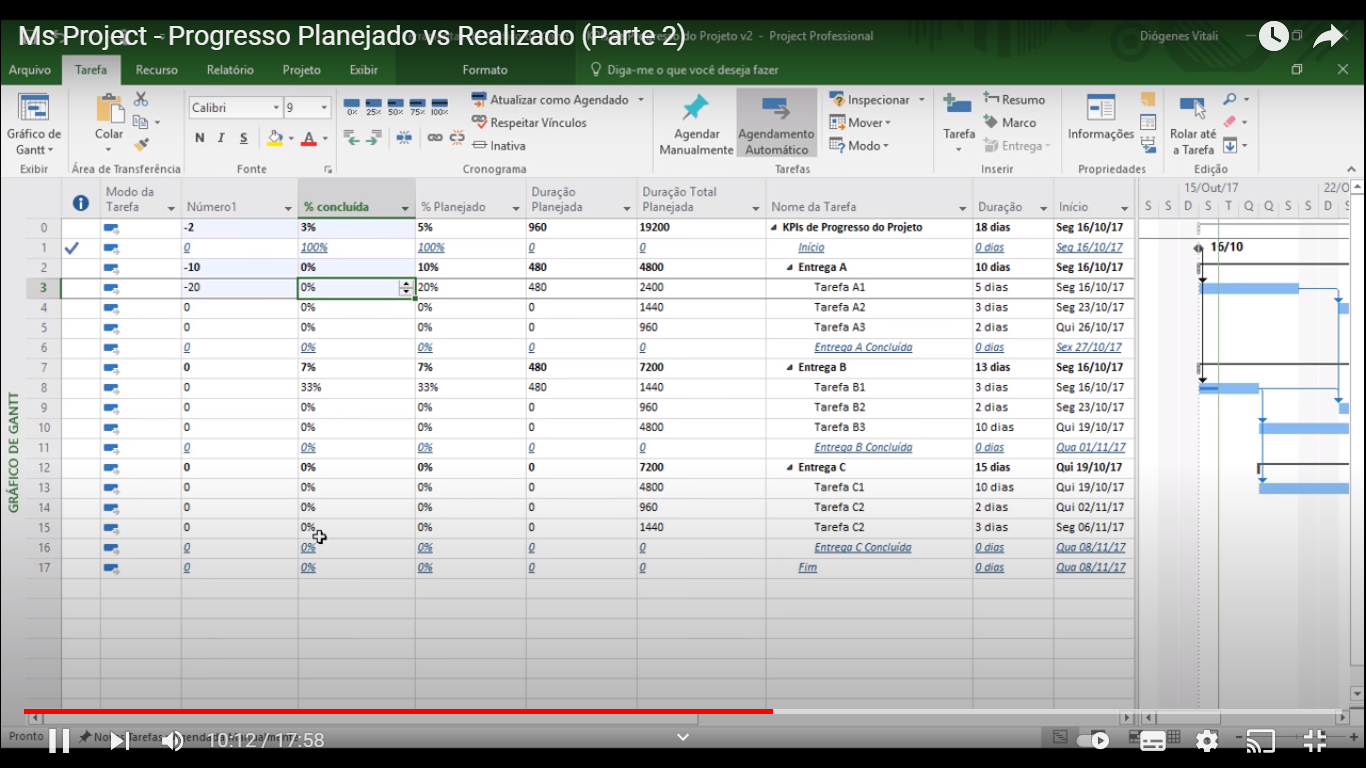 Ms Project - Progresso Planejado vs Realizado (Parte 2)
do Projeto v2 - Project Professional
Diógenes Vitali
Arquivo Tarefa Recurso Relatório Projeto Exibir Formato Diga-me o que você deseja fazer
Gráfico de Gantt
Exibir
Colar
Área de Transferência
Calibri 9
N I S
Fonte
0% 25% 50% 75% 100%
Atualizar como Agendado
Respeitar Vínculos
Inativa
Cronograma
Agendar Manualmente
Agendamento Automático
Inspecionar
Mover
Modo
Tarefas
Tarefa
Resumo
Marco
Entrega
Inserir
Informações
Propriedades
Rolar até a Tarefa
Edição
Modo da Tarefa Número1 % concluída % Planejado Duração Planejada Duração Total Planejada Nome da Tarefa Duração Início
15/Out/17 22/O
S S D S T Q Q S S D S
0 -2 3% 5% 960 19200 KPIs de Progresso do Projeto 18 dias Seg 16/10/17
1 0 100% 100% 0 0 Início 0 dias Seg 16/10/17 16/10
2 -10 0% 10% 480 4800 Entrega A 10 dias Seg 16/10/17
3 -20 0% 20% 480 2400 Tarefa A1 5 dias Seg 16/10/17
4 0 0% 0% 0 1440 Tarefa A2 3 dias Seg 23/10/17
5 0 0% 0% 0 960 Tarefa A3 2 dias Qui 26/10/17
6 0 0% 0% 0 0 Entrega A Concluída 0 dias Sex 27/10/17
7 0 7% 7% 480 7200 Entrega B 13 dias Seg 16/10/17
8 0 33% 33% 480 1440 Tarefa B1 3 dias Seg 16/10/17
9 0 0% 0% 0 960 Tarefa B2 2 dias Seg 23/10/17
10 0 0% 0% 0 4800 Tarefa B3 10 dias Qui 19/10/17
11 0 0% 0% 0 0 Entrega B Concluída 0 dias Qua 01/11/17
12 0 0% 0% 0 7200 Entrega C 15 dias Qui 19/10/17
13 0 0% 0% 0 4800 Tarefa C1 10 dias Qui 19/10/17
14 0 0% 0% 0 960 Tarefa C2 2 dias Qui 02/11/17
15 0 0% 0% 0 1440 Tarefa C2 3 dias Seg 06/11/17
16 0 0% 0% 0 0 Entrega C Concluída 0 dias Qua 08/11/17
17 0 0% 0% 0 0 Fim 0 dias Qua 08/11/17
GRÁFICO DE GANTT
Pronto
10:12 / 17:58